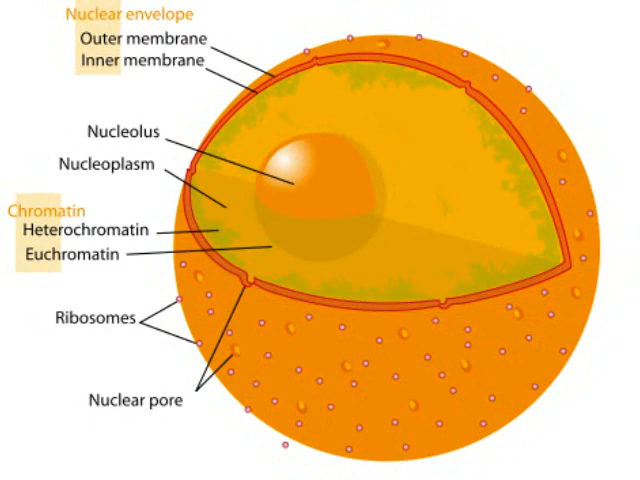 Nuclear envelope
Outer membrane
Inner membrane
Nucleolus
Nucleoplasm
Chromatin
Heterochromatin
Euchromatin
Ribosomes
Nuclear pore